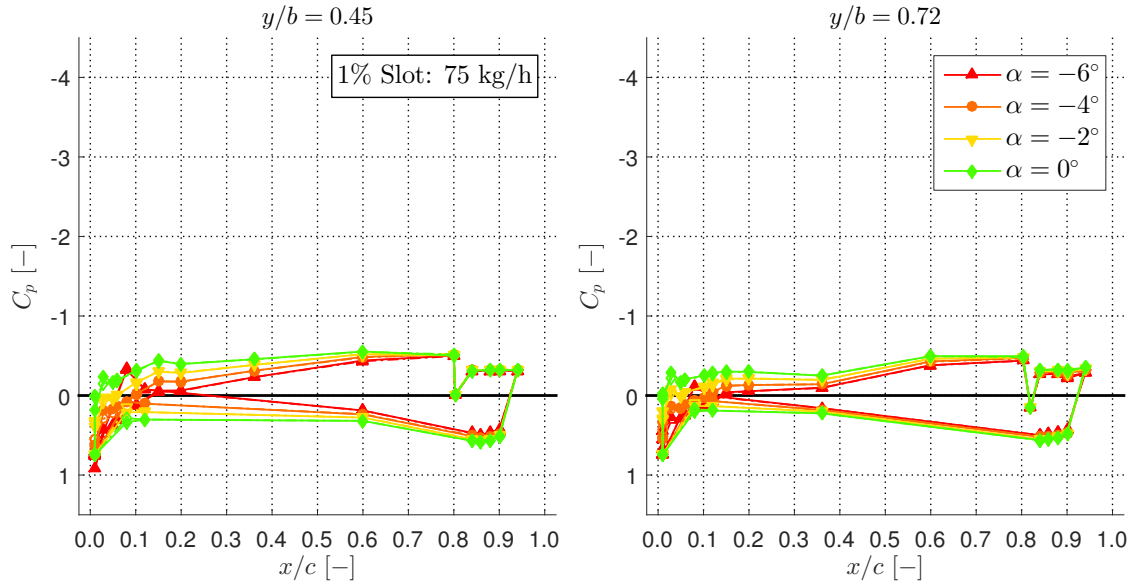 y/b = 0.45
1% Slot: 75 kg/h
-4
-3
-2
-1
0
1
C_p [−]
0.0 0.1 0.2 0.3 0.4 0.5 0.6 0.7 0.8 0.9 1.0
x/c [−]
y/b = 0.72
α = −6°
α = −4°
α = −2°
α = 0°
-4
-3
-2
-1
0
1
C_p [−]
0.0 0.1 0.2 0.3 0.4 0.5 0.6 0.7 0.8 0.9 1.0
x/c [−]